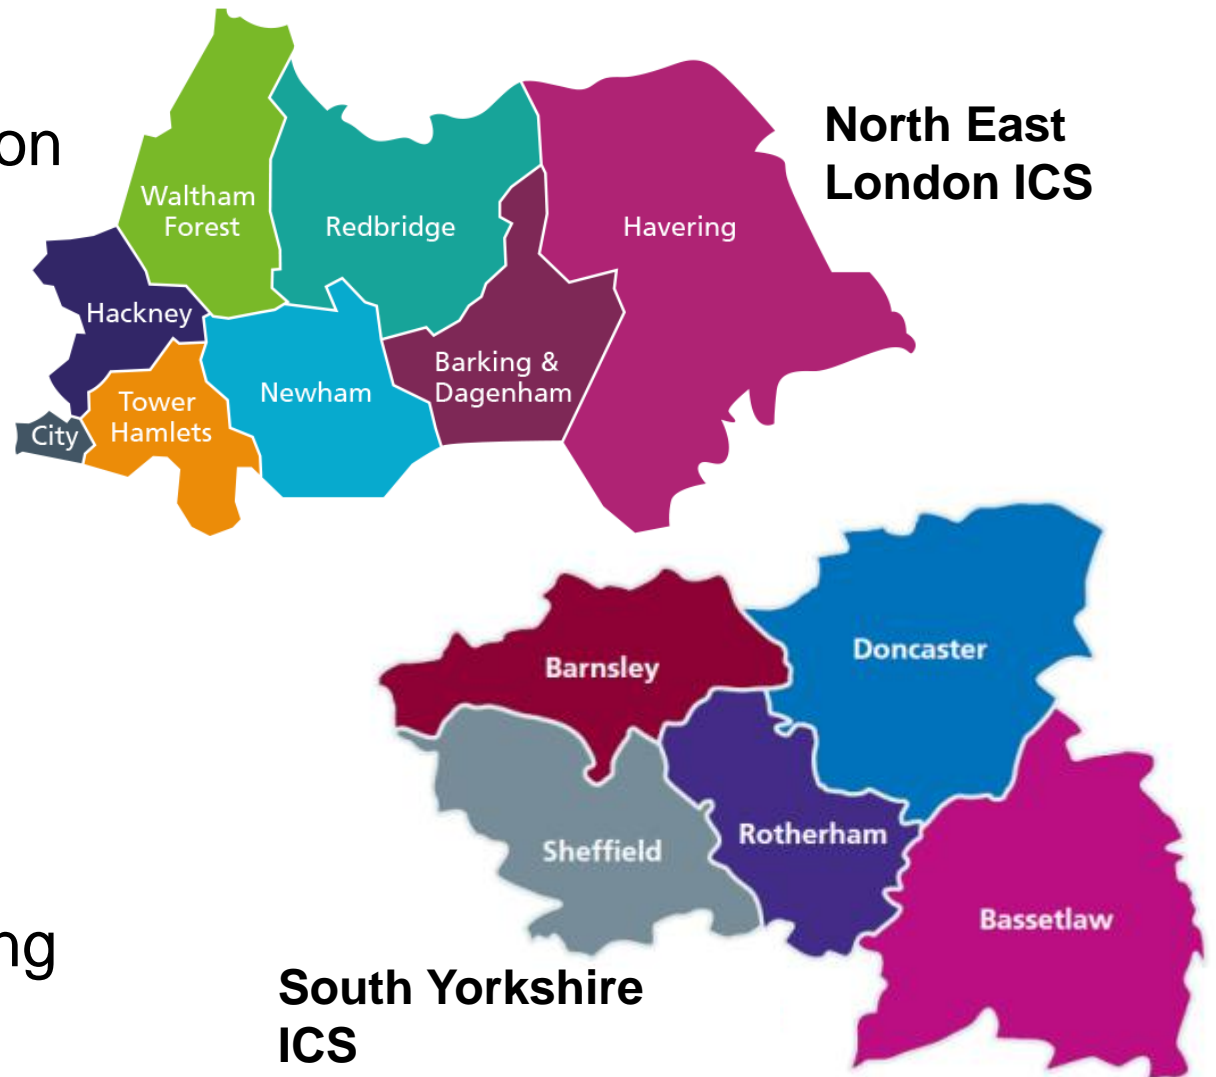 on
North East
London ICS
Waltham
Forest
Redbridge
Havering
Hackney
Barking &
Dagenham
Newham
Tower
Hamlets
City
Doncaster
Barnsley
Rotherham
Sheffield
Bassetlaw
ng
South Yorkshire
ICS